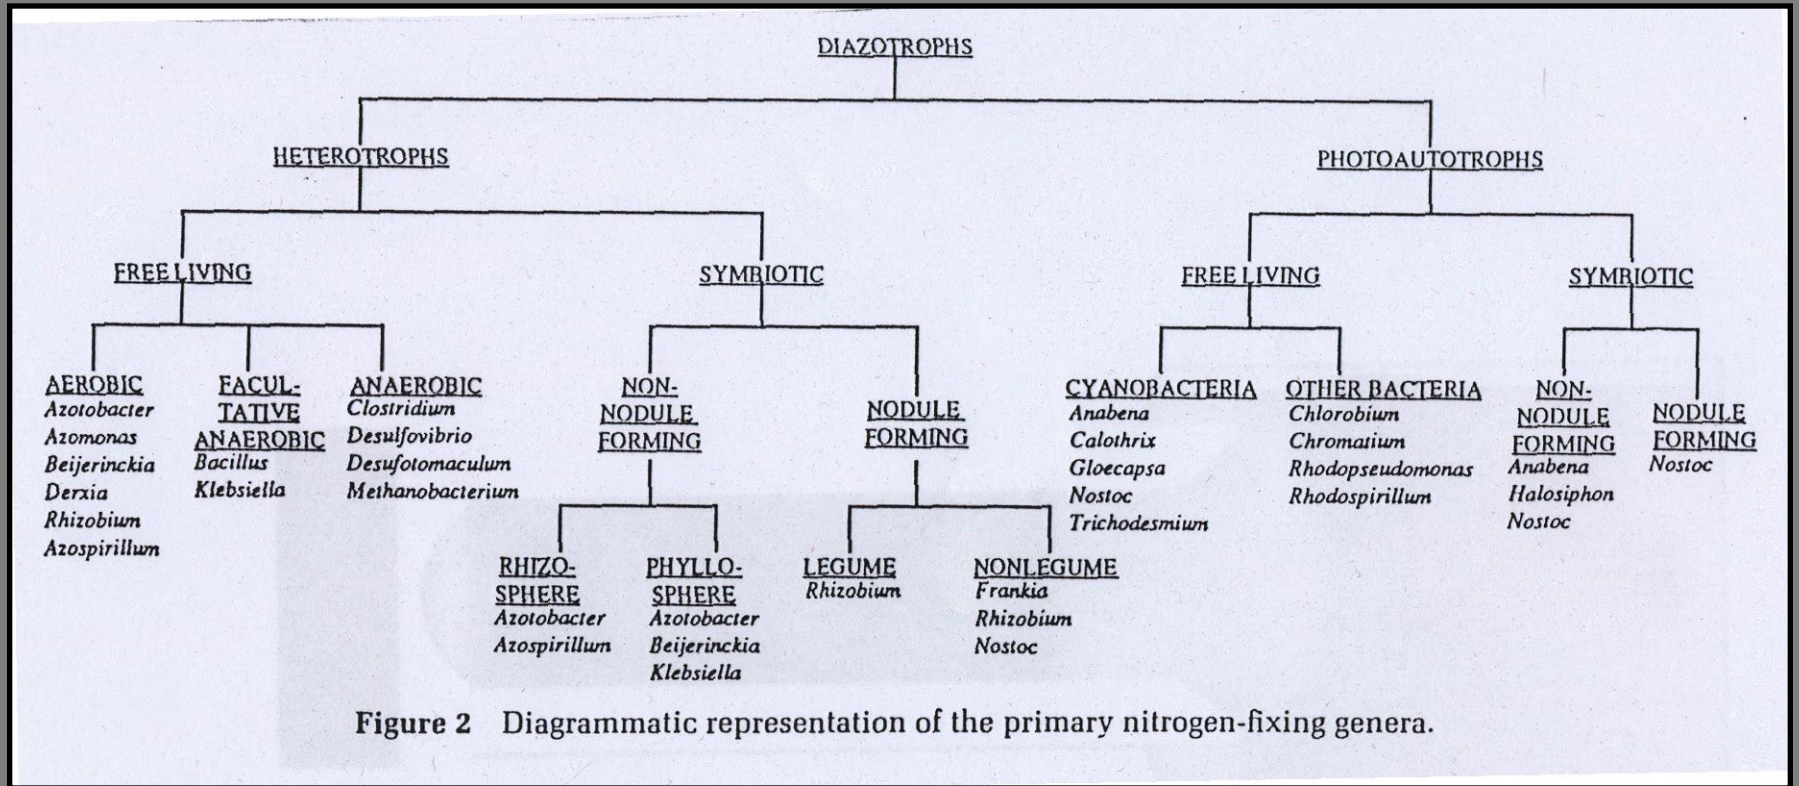 DIAZOTROPHS
HETEROTROPHS
PHOTOAUTOTROPHS
FREE LIVING
SYMBIOTIC
FREE LIVING
SYMBIOTIC
AEROBIC
Azotobacter
Azomonas
Beijerinckia
Derxia
Rhizobium
Azospirillum
FACUL-
TATIVE
ANAEROBIC
Bacillus
Klebsiella
ANAEROBIC
Clostridium
Desulfovibrio
Desufotomaculum
Methanobacterium
NON-
NODULE
FORMING
RHIZO-
SPHERE
Azotobacter
Azospirillum
PHYLLO-
SPHERE
Azotobacter
Beijerinckia
Klebsiella
NODULE
FORMING
LEGUME
Rhizobium
NONLEGUME
Frankia
Rhizobium
Nostoc
CYANOBACTERIA
Anabena
Calothrix
Gloecapsa
Nostoc
Trichodesmium
OTHER BACTERIA
Chlorobium
Chromatium
Rhodopseudomonas
Rhodospirillum
NON-
NODULE
FORMING
Anabena
Halosiphon
Nostoc
NODULE
FORMING
Nostoc
Figure 2 Diagrammatic representation of the primary nitrogen-fixing genera.